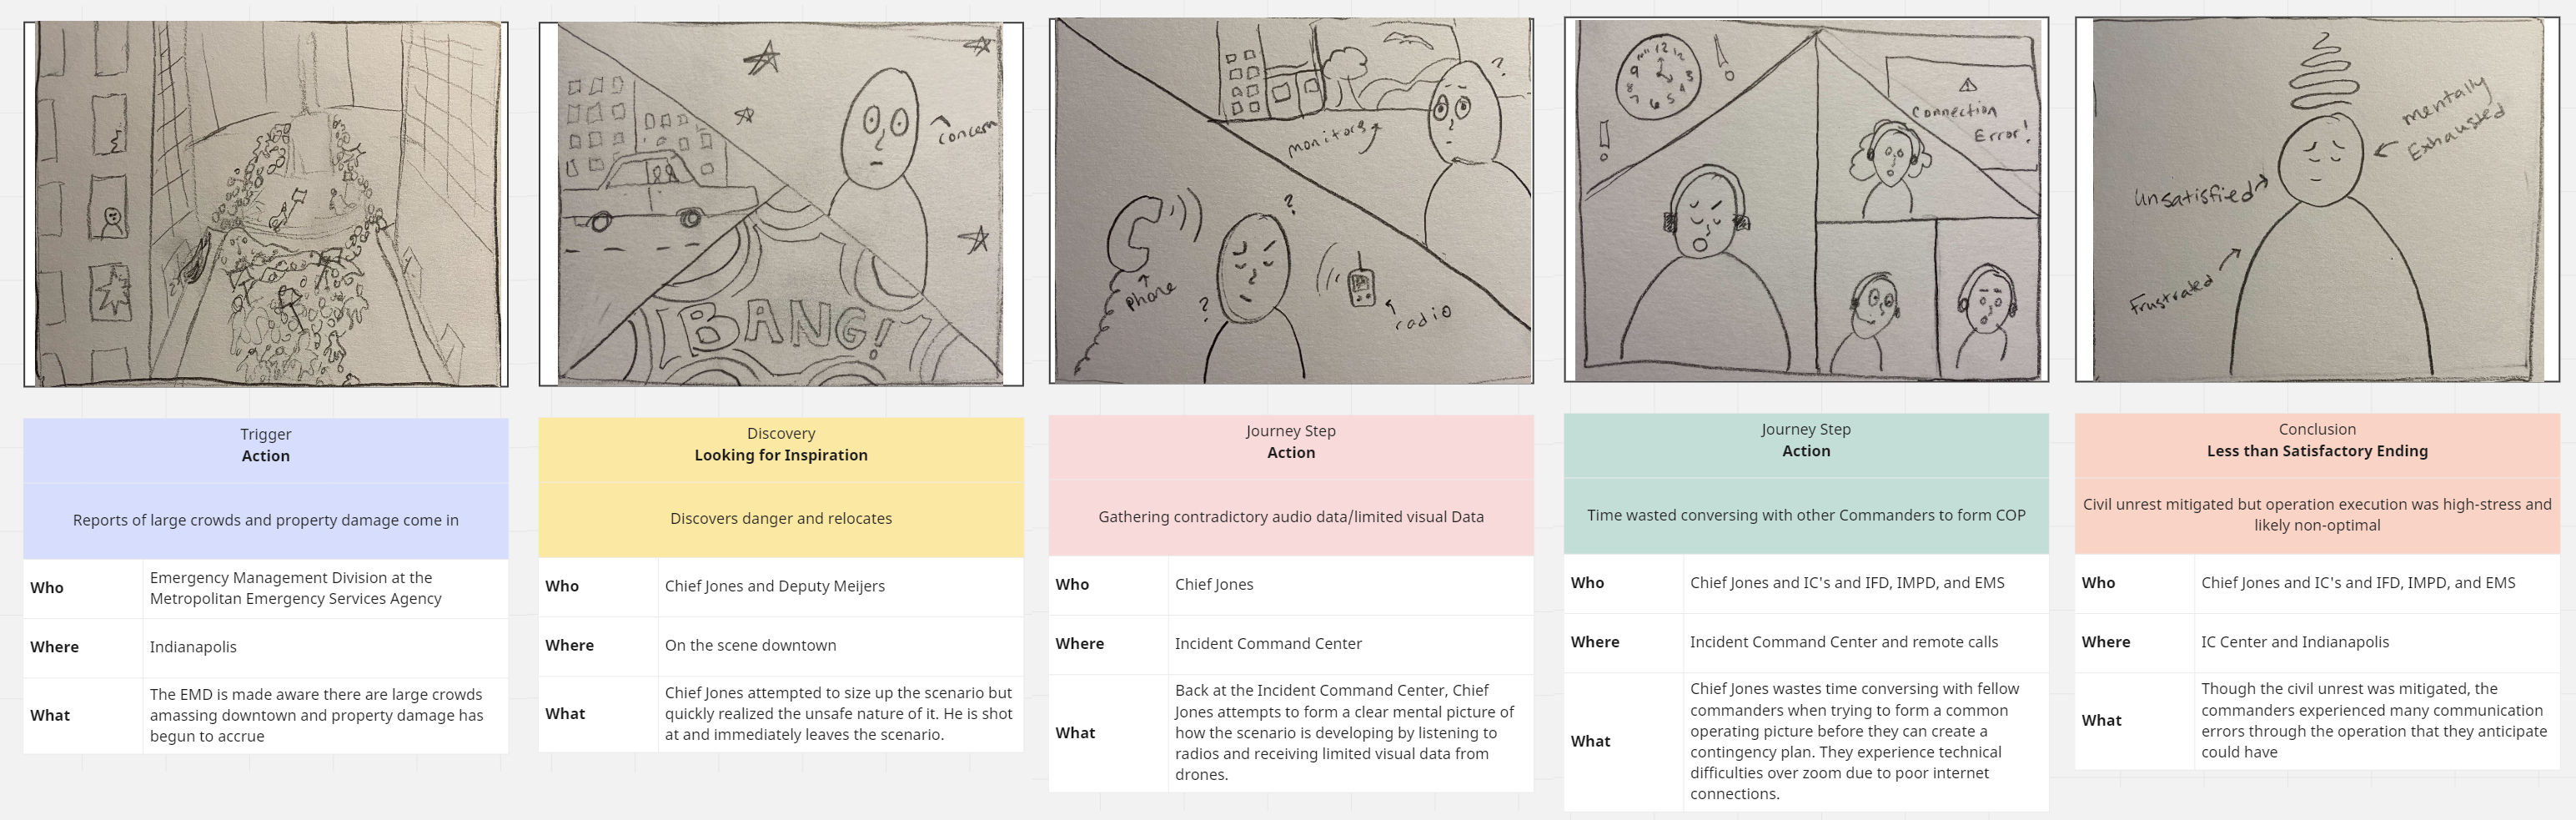 BANG!
concern
monitors
phone
radio
12
9
3
6
Connection
Error!
mentally
Exhausted
unsatisfied
Frustrated
Trigger
Action
Reports of large crowds and property damage come in
Who
Emergency Management Division at the
Metropolitan Emergency Services Agency
Where
Indianapolis
What
The EMD is made aware there are large crowds
amassing downtown and property damage has
begun to accrue
Discovery
Looking for Inspiration
Discovers danger and relocates
Who
Chief Jones and Deputy Meijers
Where
On the scene downtown
What
Chief Jones attempted to size up the scenario but
quickly realized the unsafe nature of it. He is shot
at and immediately leaves the scenario.
Journey Step
Action
Gathering contradictory audio data/limited visual Data
Who
Chief Jones
Where
Incident Command Center
What
Back at the Incident Command Center, Chief
Jones attempts to form a clear mental picture of
how the scenario is developing by listening to
radios and receiving limited visual data from
drones.
Journey Step
Action
Time wasted conversing with other Commanders to form COP
Who
Chief Jones and IC's and IFD, IMPD, and EMS
Where
Incident Command Center and remote calls
What
Chief Jones wastes time conversing with fellow
commanders when trying to form a common
operating picture before they can create a
contingency plan. They experience technical
difficulties over zoom due to poor internet
connections.
Conclusion
Less than Satisfactory Ending
Civil unrest mitigated but operation execution was high-stress and
likely non-optimal
Who
Chief Jones and IC's and IFD, IMPD, and EMS
Where
IC Center and Indianapolis
What
Though the civil unrest was mitigated, the
commanders experienced many communication
errors through the operation that they anticipate
could have